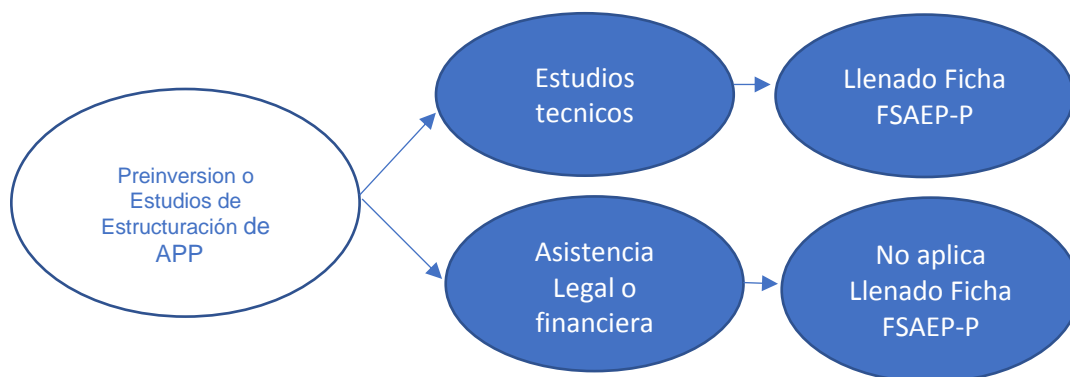 Preinversion o
Estudios de
Estructuración de
APP
Estudios
tecnicos
Llenado Ficha
FSAEP-P
Asistencia
Legal o
financiera
No aplica
Llenado Ficha
FSAEP-P